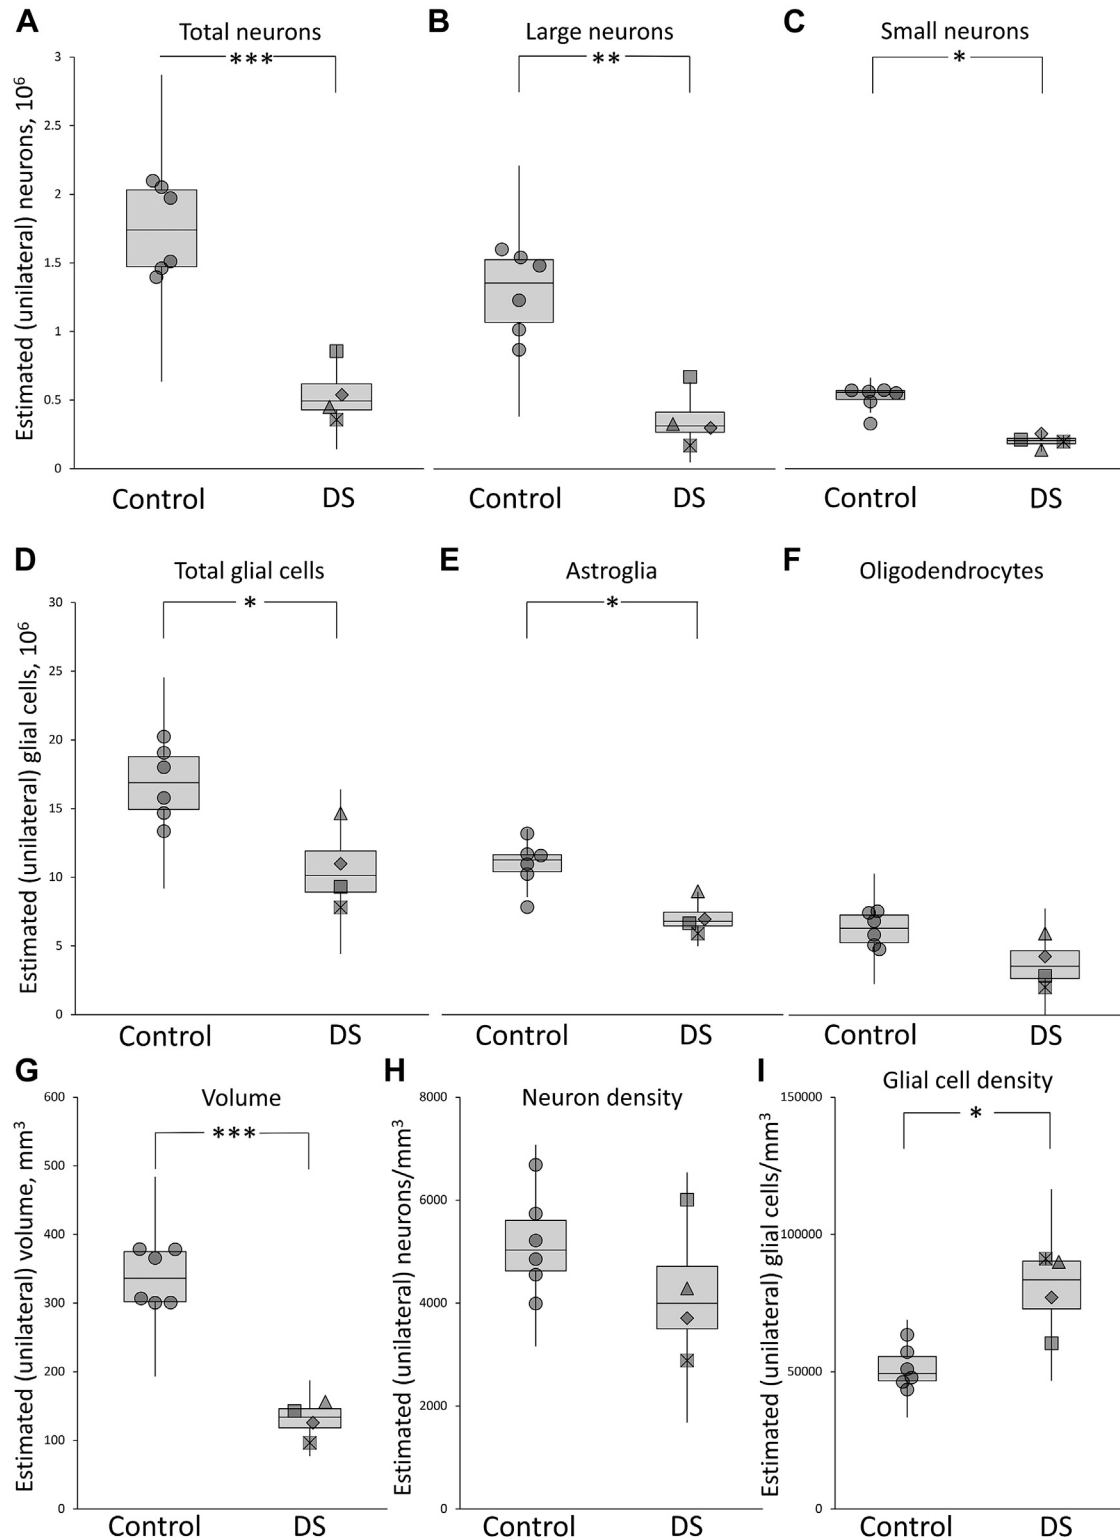 A Total neurons
B Large neurons
C Small neurons
Estimated (unilateral) neurons, 10⁶
3
2.5
2
1.5
1
0.5
0
***
**
*
Control DS
Control DS
Control DS
D Total glial cells
E Astroglia
F Oligodendrocytes
Estimated (unilateral) glial cells, 10⁶
30
25
20
15
10
5
0
*
*
Control DS
Control DS
Control DS
G Volume
Estimated (unilateral) volume, mm³
600
500
400
300
200
100
0
***
Control DS
H Neuron density
Estimated (unilateral) neurons/mm³
8000
6000
4000
2000
0
Control DS
I Glial cell density
Estimated (unilateral) glial cells/mm³
150000
100000
50000
0
*
Control DS